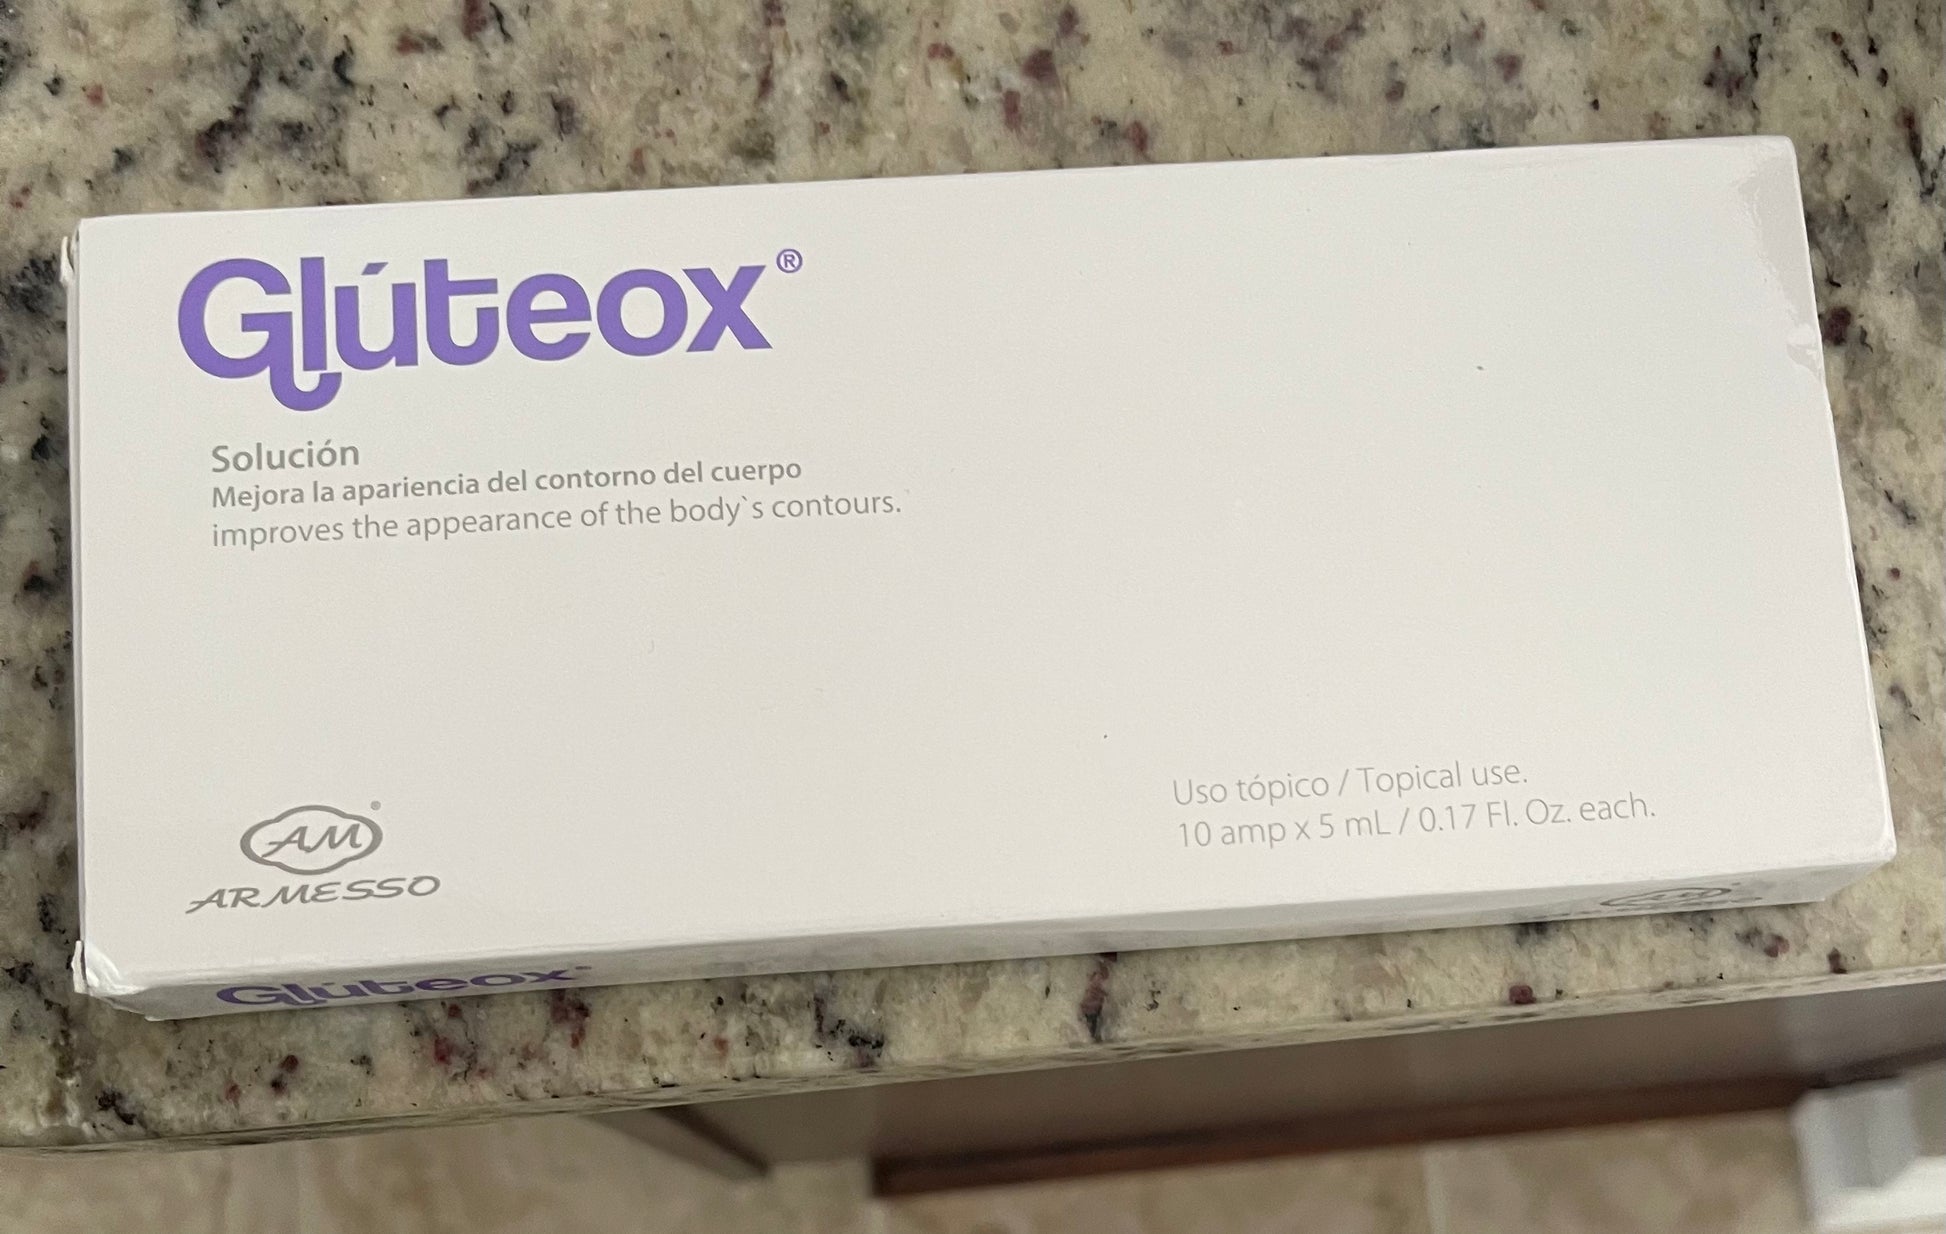 Glúteox®
Solución
Mejora la apariencia del contorno del cuerpo
improves the appearance of the body`s contours.
Uso tópico / Topical use.
10 amp x 5 mL / 0.17 Fl. Oz. each.
AM
ARMESSO
Glúteox®